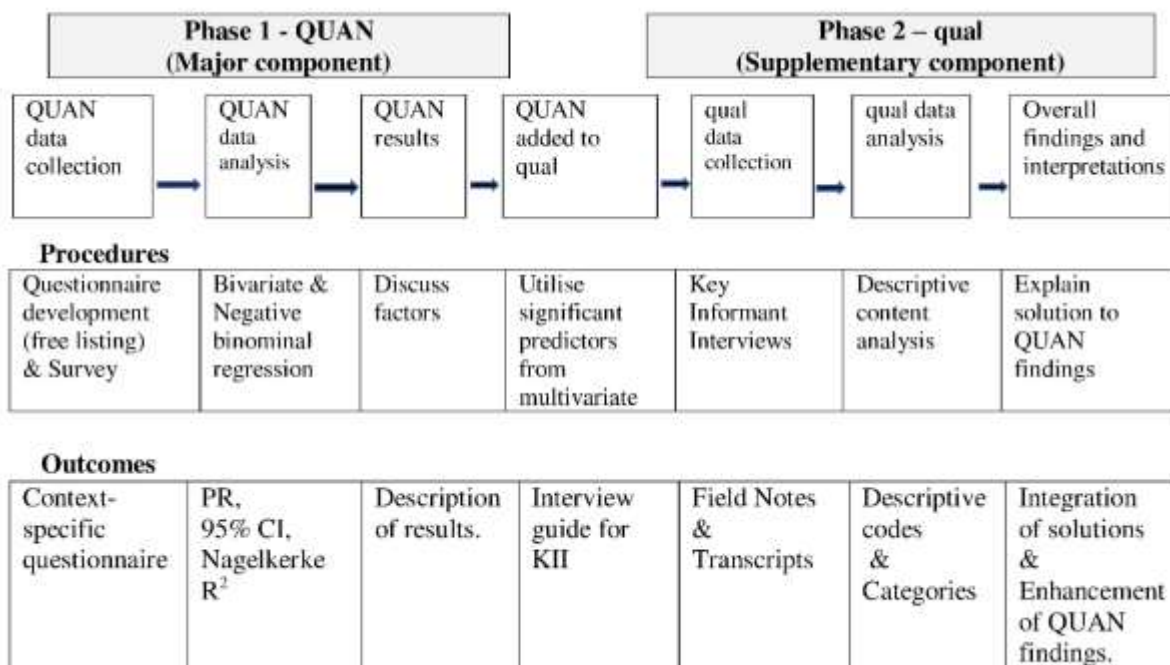 Phase 1 - QUAN
(Major component)
Phase 2 – qual
(Supplementary component)
QUAN
data
collection
QUAN
data
analysis
QUAN
results
QUAN
added to
qual
qual
data
collection
qual data
analysis
Overall
findings and
interpretations
Procedures
Questionnaire
development
(free listing)
& Survey
Bivariate &
Negative
binominal
regression
Discuss
factors
Utilise
significant
predictors
from
multivariate
Key
Informant
Interviews
Descriptive
content
analysis
Explain
solution to
QUAN
findings
Outcomes
Context-
specific
questionnaire
PR,
95% CI,
Nagelkerke
R²
Description
of results.
Interview
guide for
KII
Field Notes
&
Transcripts
Descriptive
codes
&
Categories
Integration
of solutions
&
Enhancement
of QUAN
findings.